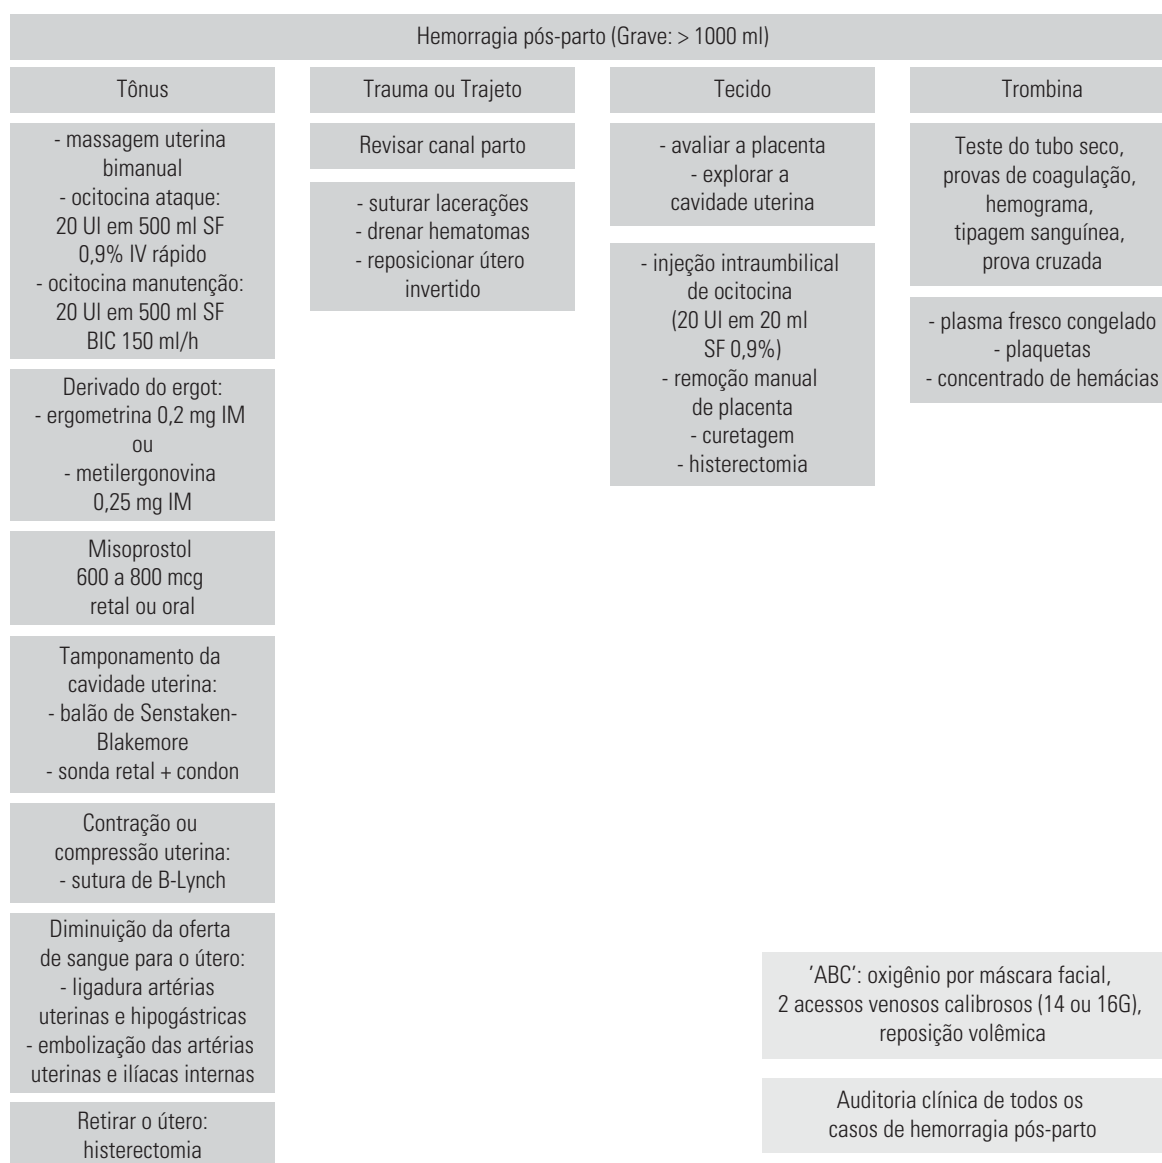 Hemorragia pós-parto (Grave: > 1000 ml)
Tônus
- massagem uterina
bimanual
- ocitocina ataque:
20 UI em 500 ml SF
0,9% IV rápido
- ocitocina manutenção:
20 UI em 500 ml SF
BIC 150 ml/h
Derivado do ergot:
- ergometrina 0,2 mg IM
ou
- metilergonovina
0,25 mg IM
Misoprostol
600 a 800 mcg
retal ou oral
Tamponamento da
cavidade uterina:
- balão de Senstaken-
Blakemore
- sonda retal + condon
Contração ou
compressão uterina:
- sutura de B-Lynch
Diminuição da oferta
de sangue para o útero:
- ligadura artérias
uterinas e hipogástricas
- embolização das artérias
uterinas e ilíacas internas
Retirar o útero:
histerectomia
Trauma ou Trajeto
Revisar canal parto
- suturar lacerações
- drenar hematomas
- reposicionar útero
invertido
Tecido
- avaliar a placenta
- explorar a
cavidade uterina
- injeção intraumbilical
de ocitocina
(20 UI em 20 ml
SF 0,9%)
- remoção manual
de placenta
- curetagem
- histerectomia
Trombina
Teste do tubo seco,
provas de coagulação,
hemograma,
tipagem sanguínea,
prova cruzada
- plasma fresco congelado
- plaquetas
- concentrado de hemácias
'ABC': oxigênio por máscara facial,
2 acessos venosos calibrosos (14 ou 16G),
reposição volêmica
Auditoria clínica de todos os
casos de hemorragia pós-parto